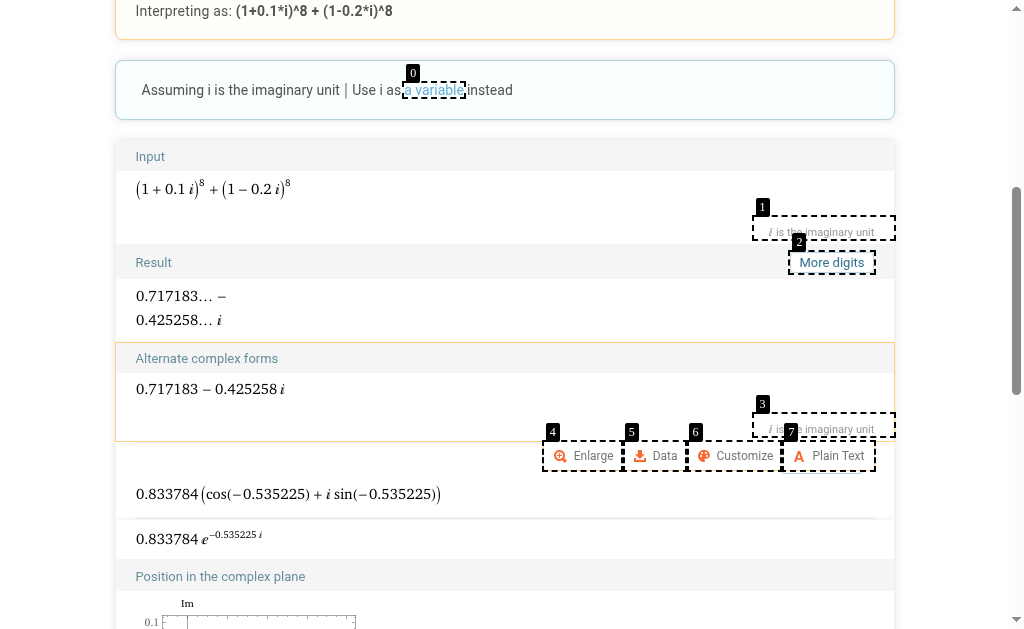 Interpreting as: (1+0.1*i)^8 + (1-0.2*i)^8
0
Assuming i is the imaginary unit | Use i as a variable instead
Input
(1 + 0.1 i)^8 + (1 − 0.2 i)^8
1
i is the imaginary unit
2
Result
More digits
0.717183… −
0.425258… i
Alternate complex forms
0.717183 − 0.425258 i
3
i is the imaginary unit
4 5 6 7
Enlarge Data Customize A Plain Text
0.833784 (cos(−0.535225) + i sin(−0.535225))
0.833784 e^−0.535225 i
Position in the complex plane
Im
0.1